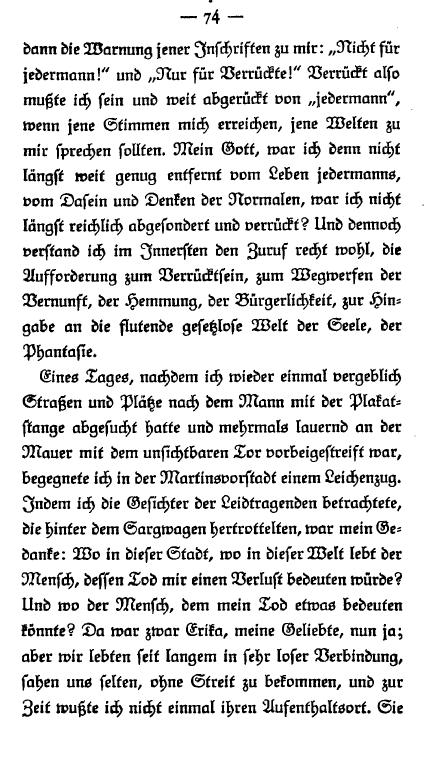 — 74 —
dann die Warnung jener Inschriften zu mir: „Nicht für
jedermann!“ und „Nur für Verrückte!“ Verrückt also
mußte ich sein und weit abgerückt von „jedermann“,
wenn jene Stimmen mich erreichen, jene Welten zu
mir sprechen sollten. Mein Gott, war ich denn nicht
längst weit genug entfernt vom Leben jedermanns,
vom Dasein und Denken der Normalen, war ich nicht
längst reichlich abgesondert und verrückt? Und dennoch
verstand ich im Innersten den Zuruf recht wohl, die
Aufforderung zum Verrücktsein, zum Wegwerfen der
Vernunft, der Hemmung, der Bürgerlichkeit, zur Hin-
gabe an die flutende gesetzlose Welt der Seele, der
Phantasie.
Eines Tages, nachdem ich wieder einmal vergeblich
Straßen und Plätze nach dem Mann mit der Plakat-
stange abgesucht hatte und mehrmals lauernd an der
Mauer mit dem unsichtbaren Tor vorbeigestreift war,
begegnete ich in der Martinsvorstadt einem Leichenzug.
Indem ich die Gesichter der Leidtragenden betrachtete,
die hinter dem Sargwagen hertrottelten, war mein Ge-
danke: Wo in dieser Stadt, wo in dieser Welt lebt der
Mensch, dessen Tod mir einen Verlust bedeuten würde?
Und wo der Mensch, dem mein Tod etwas bedeuten
könnte? Da war zwar Erika, meine Geliebte, nun ja;
aber wir lebten seit langem in sehr loser Verbindung,
sahen uns selten, ohne Streit zu bekommen, und zur
Zeit wußte ich nicht einmal ihren Aufenthaltsort. Sie